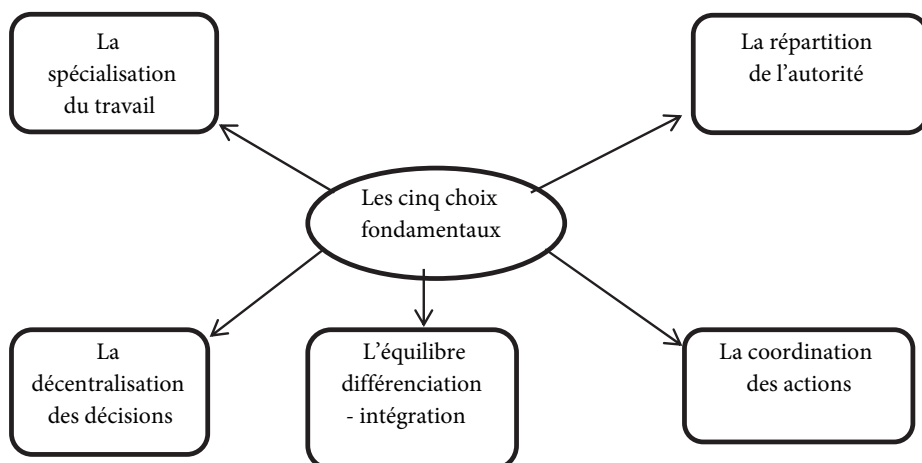 La
spécialisation
du travail
La répartition
de l'autorité
Les cinq choix
fondamentaux
La
décentralisation
des décisions
L'équilibre
différenciation
- intégration
La coordination
des actions